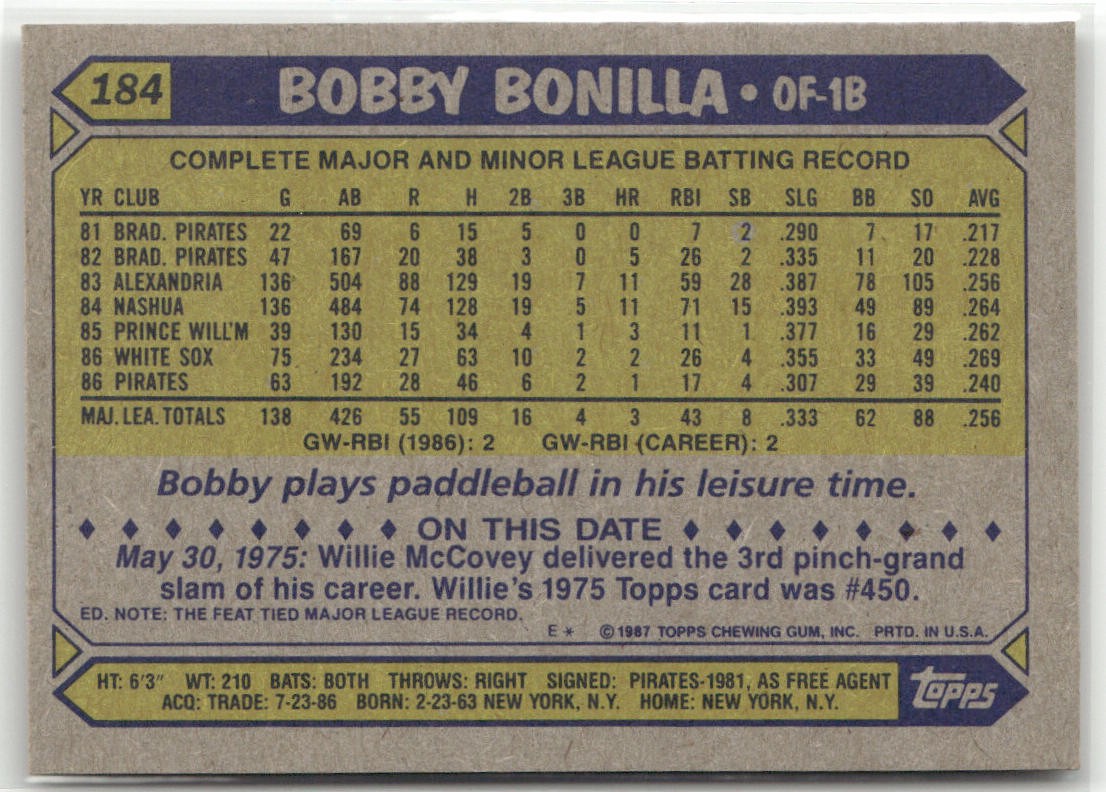 184 BOBBY BONILLA • OF-1B
COMPLETE MAJOR AND MINOR LEAGUE BATTING RECORD
YR CLUB G AB R H 2B 3B HR RBI SB SLG BB SO AVG
81 BRAD. PIRATES 22 69 6 15 5 0 0 7 2 .290 7 17 .217
82 BRAD. PIRATES 47 167 20 38 3 0 5 26 2 .335 11 20 .228
83 ALEXANDRIA 136 504 88 129 19 7 11 59 28 .387 78 105 .256
84 NASHUA 136 484 74 128 19 5 11 71 15 .393 49 89 .264
85 PRINCE WILL'M 39 130 15 34 4 1 3 11 1 .377 16 29 .262
86 WHITE SOX 75 234 27 63 10 2 2 26 4 .355 33 49 .269
86 PIRATES 63 192 28 46 6 2 1 17 4 .307 29 39 .240
MAJ. LEA. TOTALS 138 426 55 109 16 4 3 43 8 .333 62 88 .256
GW-RBI (1986): 2 GW-RBI (CAREER): 2
Bobby plays paddleball in his leisure time.
ON THIS DATE
May 30, 1975: Willie McCovey delivered the 3rd pinch-grand
slam of his career. Willie's 1975 Topps card was #450.
ED. NOTE: THE FEAT TIED MAJOR LEAGUE RECORD.
E * © 1987 TOPPS CHEWING GUM, INC. PRTD. IN U.S.A.
HT: 6'3" WT: 210 BATS: BOTH THROWS: RIGHT SIGNED: PIRATES-1981, AS FREE AGENT
ACQ: TRADE: 7-23-86 BORN: 2-23-63 NEW YORK, N.Y. HOME: NEW YORK, N.Y.
topps